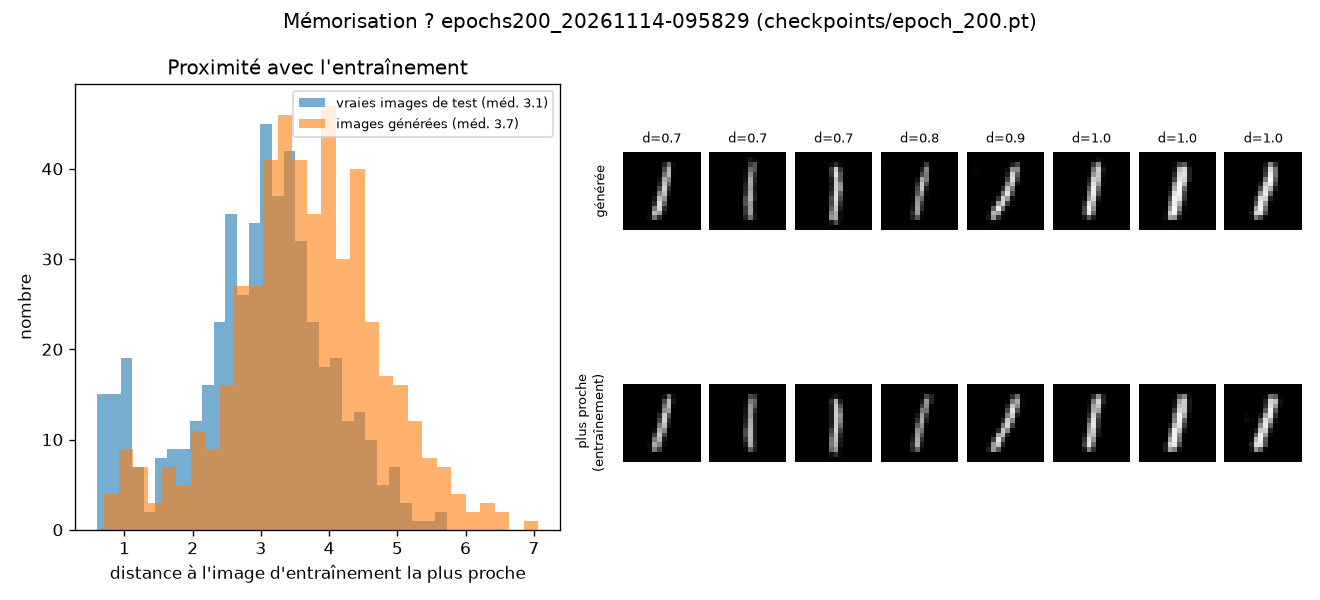 Mémorisation ? epochs200_20261114-095829 (checkpoints/epoch_200.pt)
Proximité avec l'entraînement
vraies images de test (méd. 3.1)
images générées (méd. 3.7)
nombre
0
10
20
30
40
1 2 3 4 5 6 7
distance à l'image d'entraînement la plus proche
d=0.7 d=0.7 d=0.7 d=0.8 d=0.9 d=1.0 d=1.0 d=1.0
générée
plus proche
(entraînement)